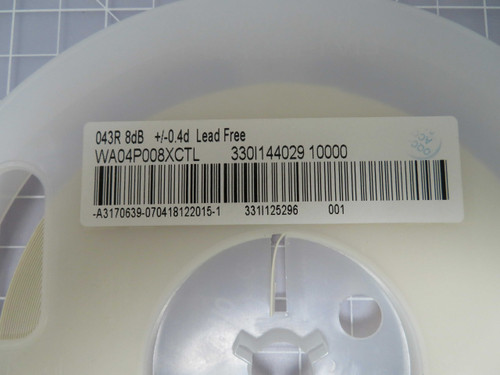 043R 8dB +/-0.4d Lead Free
WA04P008XCTL 330I144029 10000
-A3170639-070418122015-1 331I125296 001